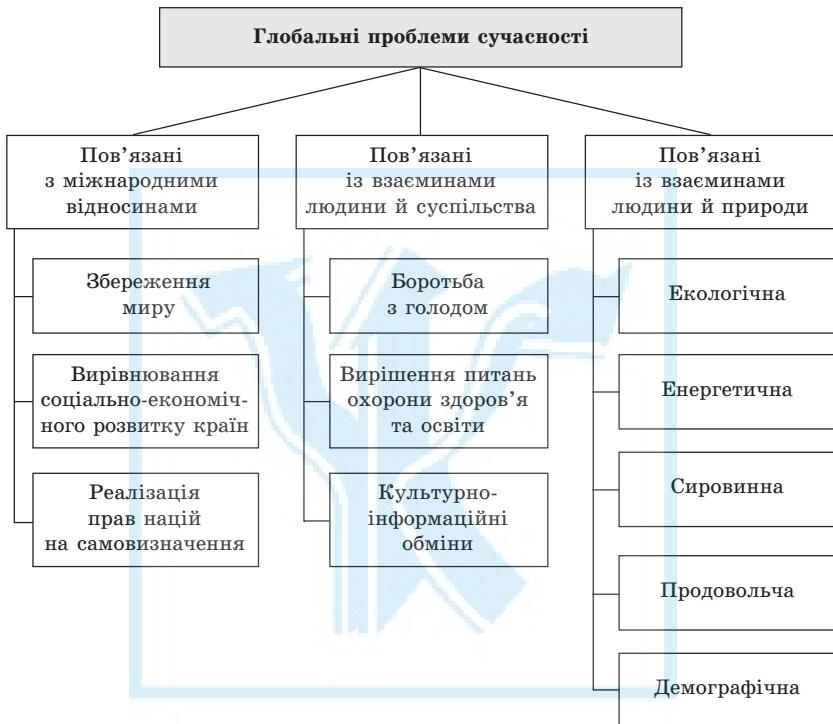 Глобальні проблеми сучасності
Пов’язані
з міжнародними
відносинами
Збереження
миру
Вирівнювання
соціально-економіч-
ного розвитку країн
Реалізація
прав націй
на самовизначення
Пов’язані
із взаєминами
людини й суспільства
Боротьба
з голодом
Вирішення питань
охорони здоров’я
та освіти
Культурно-
інформаційні
обміни
Пов’язані
із взаєминами
людини й природи
Екологічна
Енергетична
Сировинна
Продовольча
Демографічна